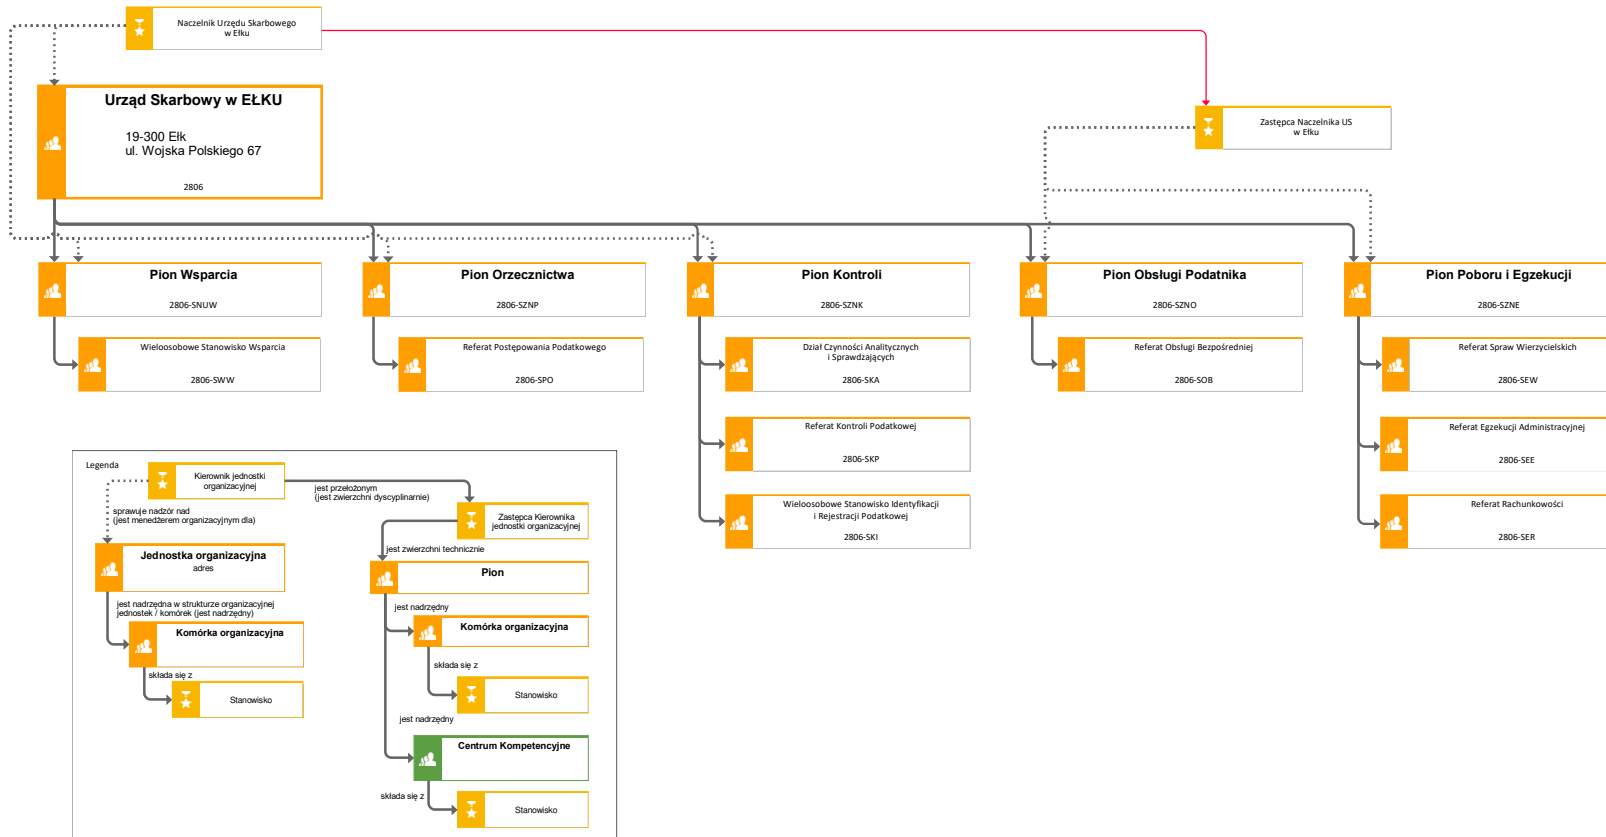 Naczelnik Urzędu Skarbowego
w Ełku
Urząd Skarbowy w EŁKU
19-300 Ełk
ul. Wojska Polskiego 67
2806
Zastępca Naczelnika US
w Ełku
Pion Wsparcia
2806-SNUW
Pion Orzecznictwa
2806-SZNP
Pion Kontroli
2806-SZNK
Pion Obsługi Podatnika
2806-SZNO
Pion Poboru i Egzekucji
2806-SZNE
Wieloosobowe Stanowisko Wsparcia
2806-SWW
Referat Postępowania Podatkowego
2806-SPO
Dział Czynności Analitycznych
i Sprawdzających
2806-SKA
Referat Obsługi Bezpośredniej
2806-SOB
Referat Spraw Wierzycielskich
2806-SEW
Referat Kontroli Podatkowej
2806-SKP
Referat Egzekucji Administracyjnej
2806-SEE
Wieloosobowe Stanowisko Identyfikacji
i Rejestracji Podatkowej
2806-SKI
Referat Rachunkowości
2806-SER
Legenda
Kierownik jednostki
organizacyjnej
jest przełożonym
(jest zwierzchni dyscyplinarnie)
sprawuje nadzór nad
(jest menedżerem organizacyjnym dla)
Zastępca Kierownika
jednostki organizacyjnej
jest zwierzchni technicznie
Jednostka organizacyjna
adres
Pion
jest nadrzędna w strukturze organizacyjnej
jednostek / komórek (jest nadrzędny)
jest nadrzędny
Komórka organizacyjna
Komórka organizacyjna
składa się z
składa się z
Stanowisko
Stanowisko
jest nadrzędny
Centrum Kompetencyjne
składa się z
Stanowisko